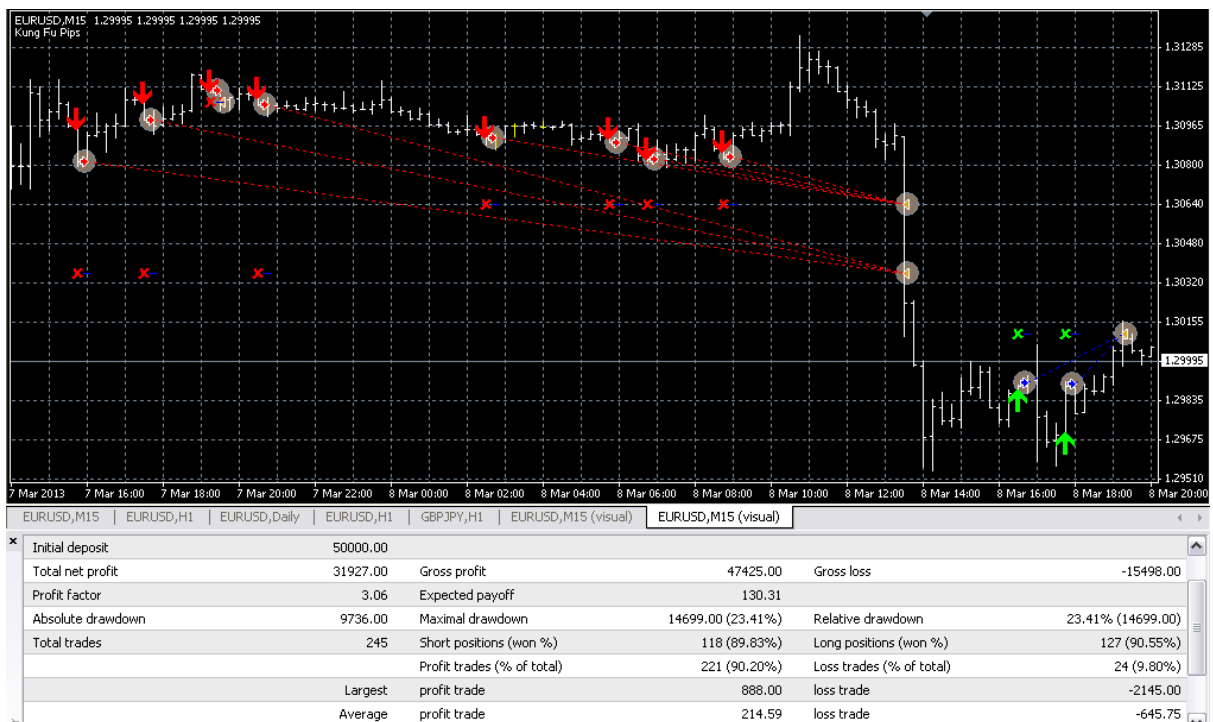 EURUSD,M15 1.29995 1.29995 1.29995 1.29995
Kung Fu Pips
1.31285
1.31125
1.30965
1.30800
1.30640
1.30480
1.30320
1.30155
1.29995
1.29835
1.29675
1.29510
7 Mar 2013 7 Mar 16:00 7 Mar 18:00 7 Mar 20:00 7 Mar 22:00 8 Mar 00:00 8 Mar 02:00 8 Mar 04:00 8 Mar 06:00 8 Mar 08:00 8 Mar 10:00 8 Mar 12:00 8 Mar 14:00 8 Mar 16:00 8 Mar 18:00 8 Mar 20:00
EURUSD,M15 | EURUSD,H1 | EURUSD,Daily | EURUSD,H1 | GBPJPY,H1 | EURUSD,M15 (visual) EURUSD,M15 (visual)
Initial deposit 50000.00
Total net profit 31927.00 Gross profit 47425.00 Gross loss -15498.00
Profit factor 3.06 Expected payoff 130.31
Absolute drawdown 9736.00 Maximal drawdown 14699.00 (23.41%) Relative drawdown 23.41% (14699.00)
Total trades 245 Short positions (won %) 118 (89.83%) Long positions (won %) 127 (90.55%)
Profit trades (% of total) 221 (90.20%) Loss trades (% of total) 24 (9.80%)
Largest profit trade 888.00 loss trade -2145.00
Average profit trade 214.59 loss trade -645.75